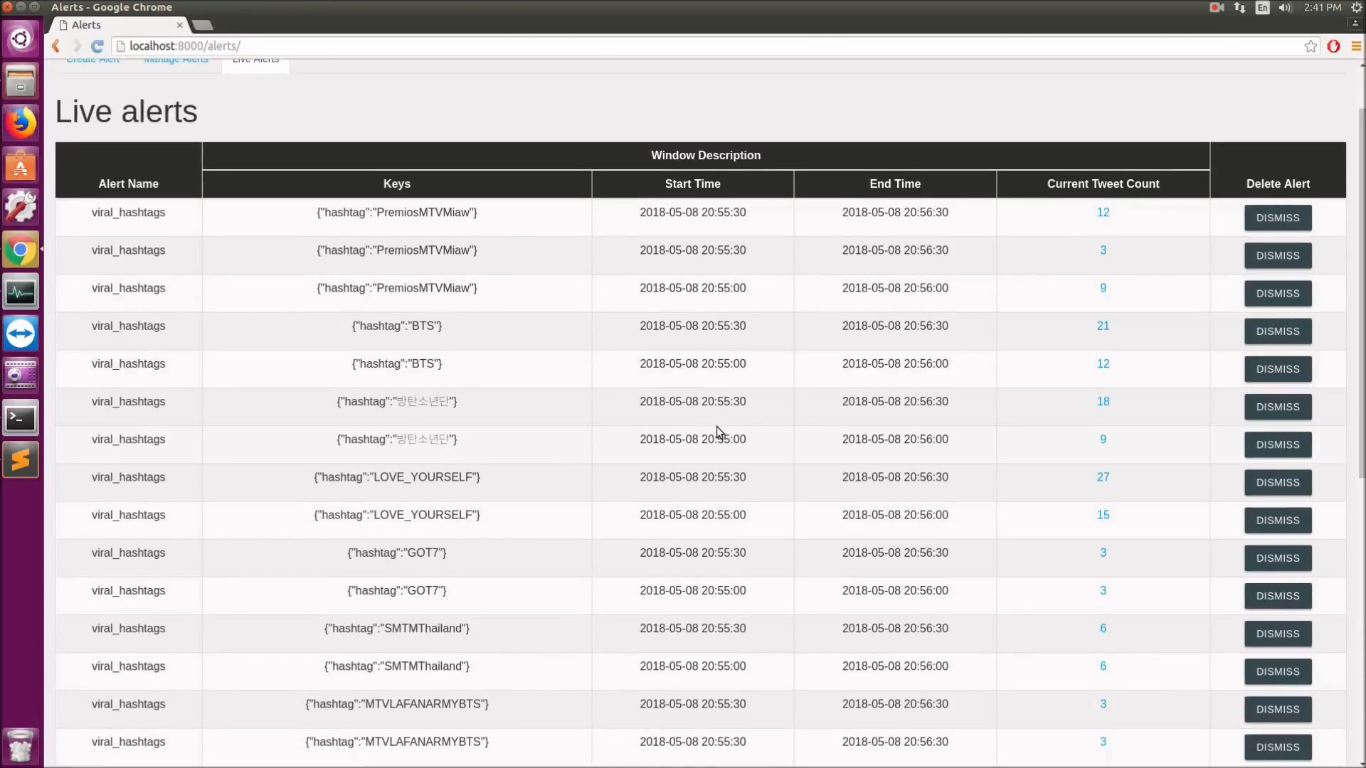 Alerts - Google Chrome
En
2:41 PM
Alerts
localhost:8000/alerts/
Create Alert Manage Alerts Live Alerts
Live alerts
Window Description
Alert Name Keys Start Time End Time Current Tweet Count Delete Alert
viral_hashtags {"hashtag":"PremiosMTVMiaw"} 2018-05-08 20:55:30 2018-05-08 20:56:30 12 DISMISS
viral_hashtags {"hashtag":"PremiosMTVMiaw"} 2018-05-08 20:55:30 2018-05-08 20:56:30 3 DISMISS
viral_hashtags {"hashtag":"PremiosMTVMiaw"} 2018-05-08 20:55:00 2018-05-08 20:56:00 9 DISMISS
viral_hashtags {"hashtag":"BTS"} 2018-05-08 20:55:30 2018-05-08 20:56:30 21 DISMISS
viral_hashtags {"hashtag":"BTS"} 2018-05-08 20:55:00 2018-05-08 20:56:00 12 DISMISS
viral_hashtags {"hashtag":"방탄소년단"} 2018-05-08 20:55:30 2018-05-08 20:56:30 18 DISMISS
viral_hashtags {"hashtag":"방탄소년단"} 2018-05-08 20:55:00 2018-05-08 20:56:00 9 DISMISS
viral_hashtags {"hashtag":"LOVE_YOURSELF"} 2018-05-08 20:55:30 2018-05-08 20:56:30 27 DISMISS
viral_hashtags {"hashtag":"LOVE_YOURSELF"} 2018-05-08 20:55:00 2018-05-08 20:56:00 15 DISMISS
viral_hashtags {"hashtag":"GOT7"} 2018-05-08 20:55:30 2018-05-08 20:56:30 3 DISMISS
viral_hashtags {"hashtag":"GOT7"} 2018-05-08 20:55:00 2018-05-08 20:56:00 3 DISMISS
viral_hashtags {"hashtag":"SMTMThailand"} 2018-05-08 20:55:30 2018-05-08 20:56:30 6 DISMISS
viral_hashtags {"hashtag":"SMTMThailand"} 2018-05-08 20:55:00 2018-05-08 20:56:00 6 DISMISS
viral_hashtags {"hashtag":"MTVLAFANARMYBTS"} 2018-05-08 20:55:30 2018-05-08 20:56:30 3 DISMISS
viral_hashtags {"hashtag":"MTVLAFANARMYBTS"} 2018-05-08 20:55:00 2018-05-08 20:56:00 3 DISMISS